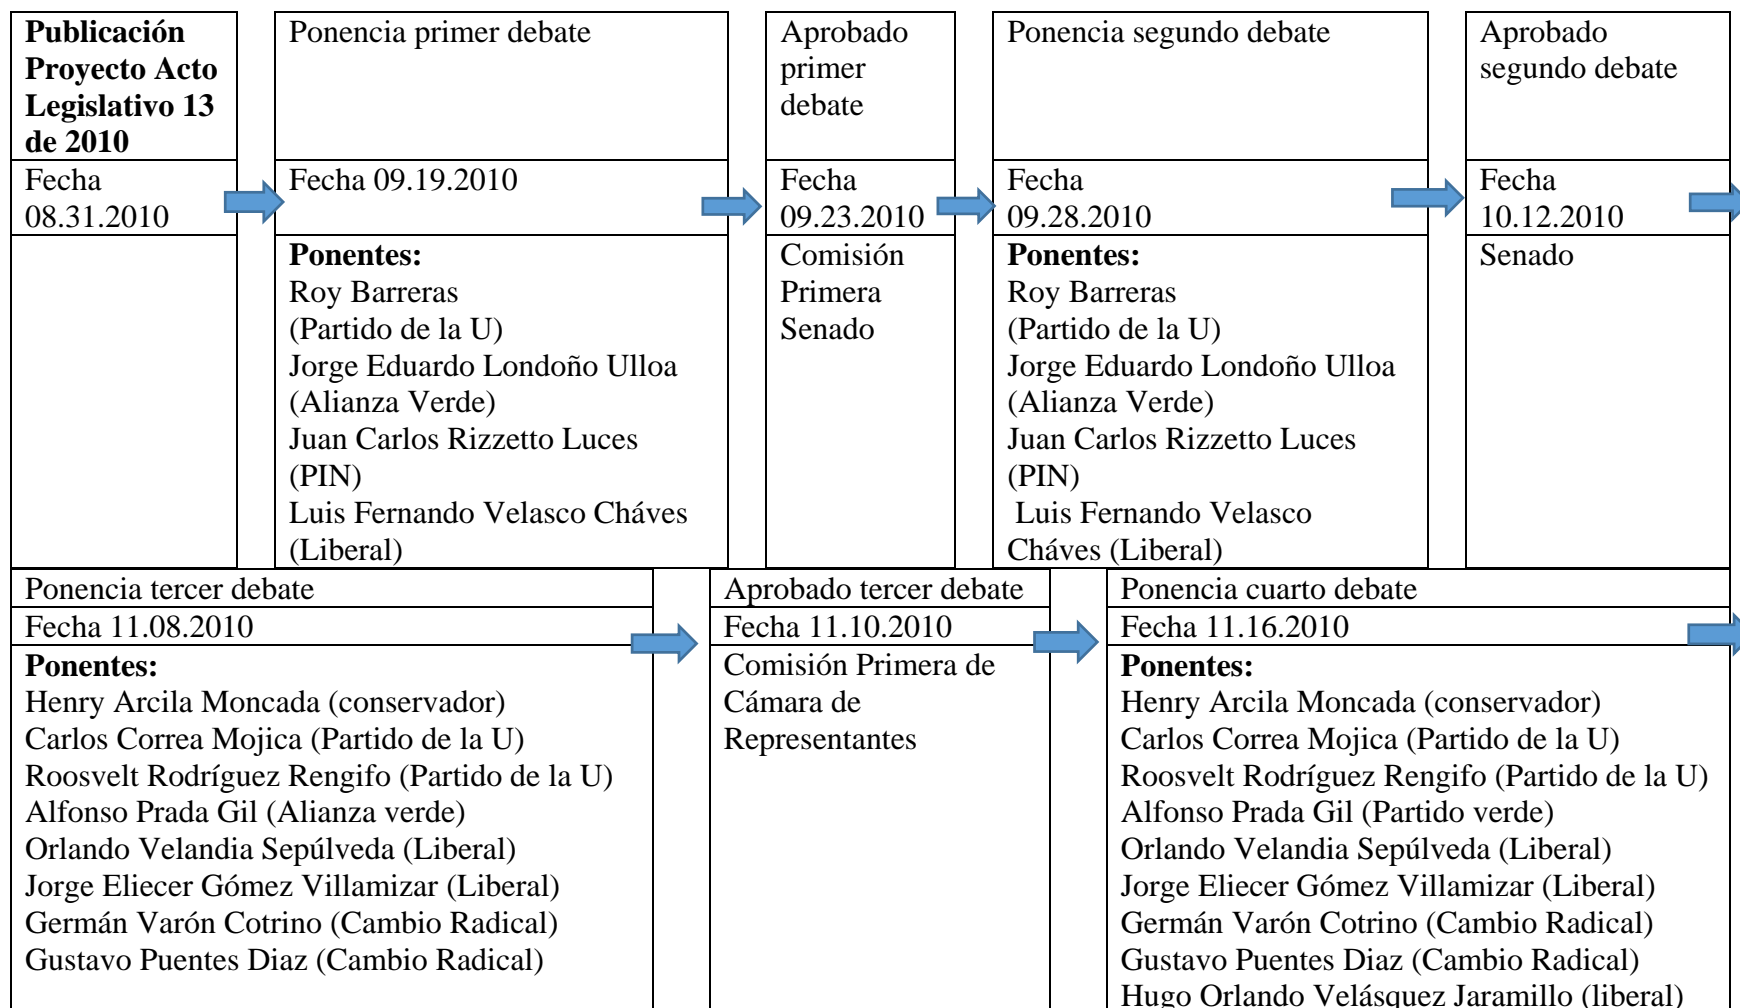 Publicación
Proyecto Acto
Legislativo 13
de 2010
Fecha
08.31.2010
Ponencia primer debate
Fecha 09.19.2010
Ponentes:
Roy Barreras
(Partido de la U)
Jorge Eduardo Londoño Ulloa
(Alianza Verde)
Juan Carlos Rizzetto Luces
(PIN)
Luis Fernando Velasco Cháves
(Liberal)
Aprobado
primer
debate
Fecha
09.23.2010
Comisión
Primera
Senado
Ponencia segundo debate
Fecha
09.28.2010
Ponentes:
Roy Barreras
(Partido de la U)
Jorge Eduardo Londoño Ulloa
(Alianza Verde)
Juan Carlos Rizzetto Luces
(PIN)
Luis Fernando Velasco
Cháves (Liberal)
Aprobado
segundo debate
Fecha
10.12.2010
Senado
Ponencia tercer debate
Fecha 11.08.2010
Ponentes:
Henry Arcila Moncada (conservador)
Carlos Correa Mojica (Partido de la U)
Roosvelt Rodríguez Rengifo (Partido de la U)
Alfonso Prada Gil (Alianza verde)
Orlando Velandia Sepúlveda (Liberal)
Jorge Eliecer Gómez Villamizar (Liberal)
Germán Varón Cotrino (Cambio Radical)
Gustavo Puentes Diaz (Cambio Radical)
Aprobado tercer debate
Fecha 11.10.2010
Comisión Primera de
Cámara de
Representantes
Ponencia cuarto debate
Fecha 11.16.2010
Ponentes:
Henry Arcila Moncada (conservador)
Carlos Correa Mojica (Partido de la U)
Roosvelt Rodríguez Rengifo (Partido de la U)
Alfonso Prada Gil (Partido verde)
Orlando Velandia Sepúlveda (Liberal)
Jorge Eliecer Gómez Villamizar (Liberal)
Germán Varón Cotrino (Cambio Radical)
Gustavo Puentes Diaz (Cambio Radical)
Hugo Orlando Velásquez Jaramillo (liberal)